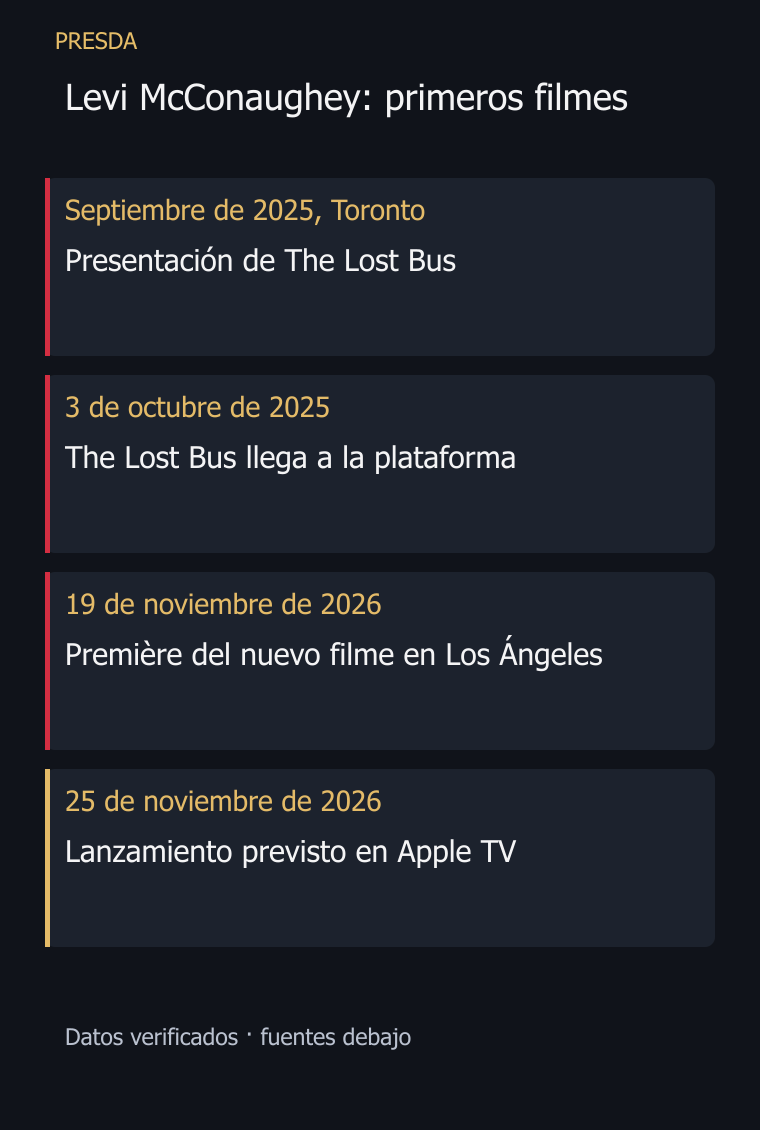 PRESDA
Levi McConaughey: primeros filmes
Septiembre de 2025, Toronto
Presentación de The Lost Bus
3 de octubre de 2025
The Lost Bus llega a la plataforma
19 de noviembre de 2026
Première del nuevo filme en Los Ángeles
25 de noviembre de 2026
Lanzamiento previsto en Apple TV
Datos verificados · fuentes debajo